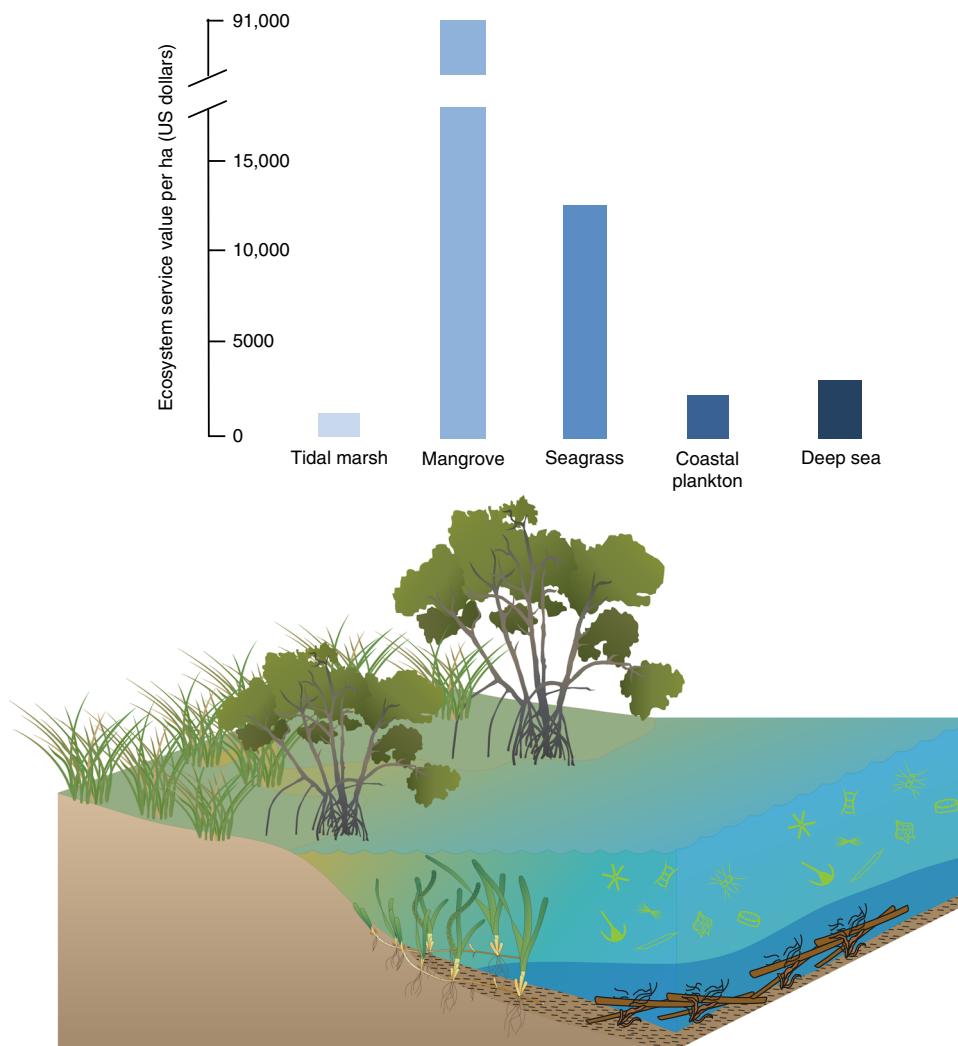 Ecosystem service value per ha (US dollars)
91,000
15,000
10,000
5000
0
Tidal marsh
Mangrove
Seagrass
Coastal
plankton
Deep sea